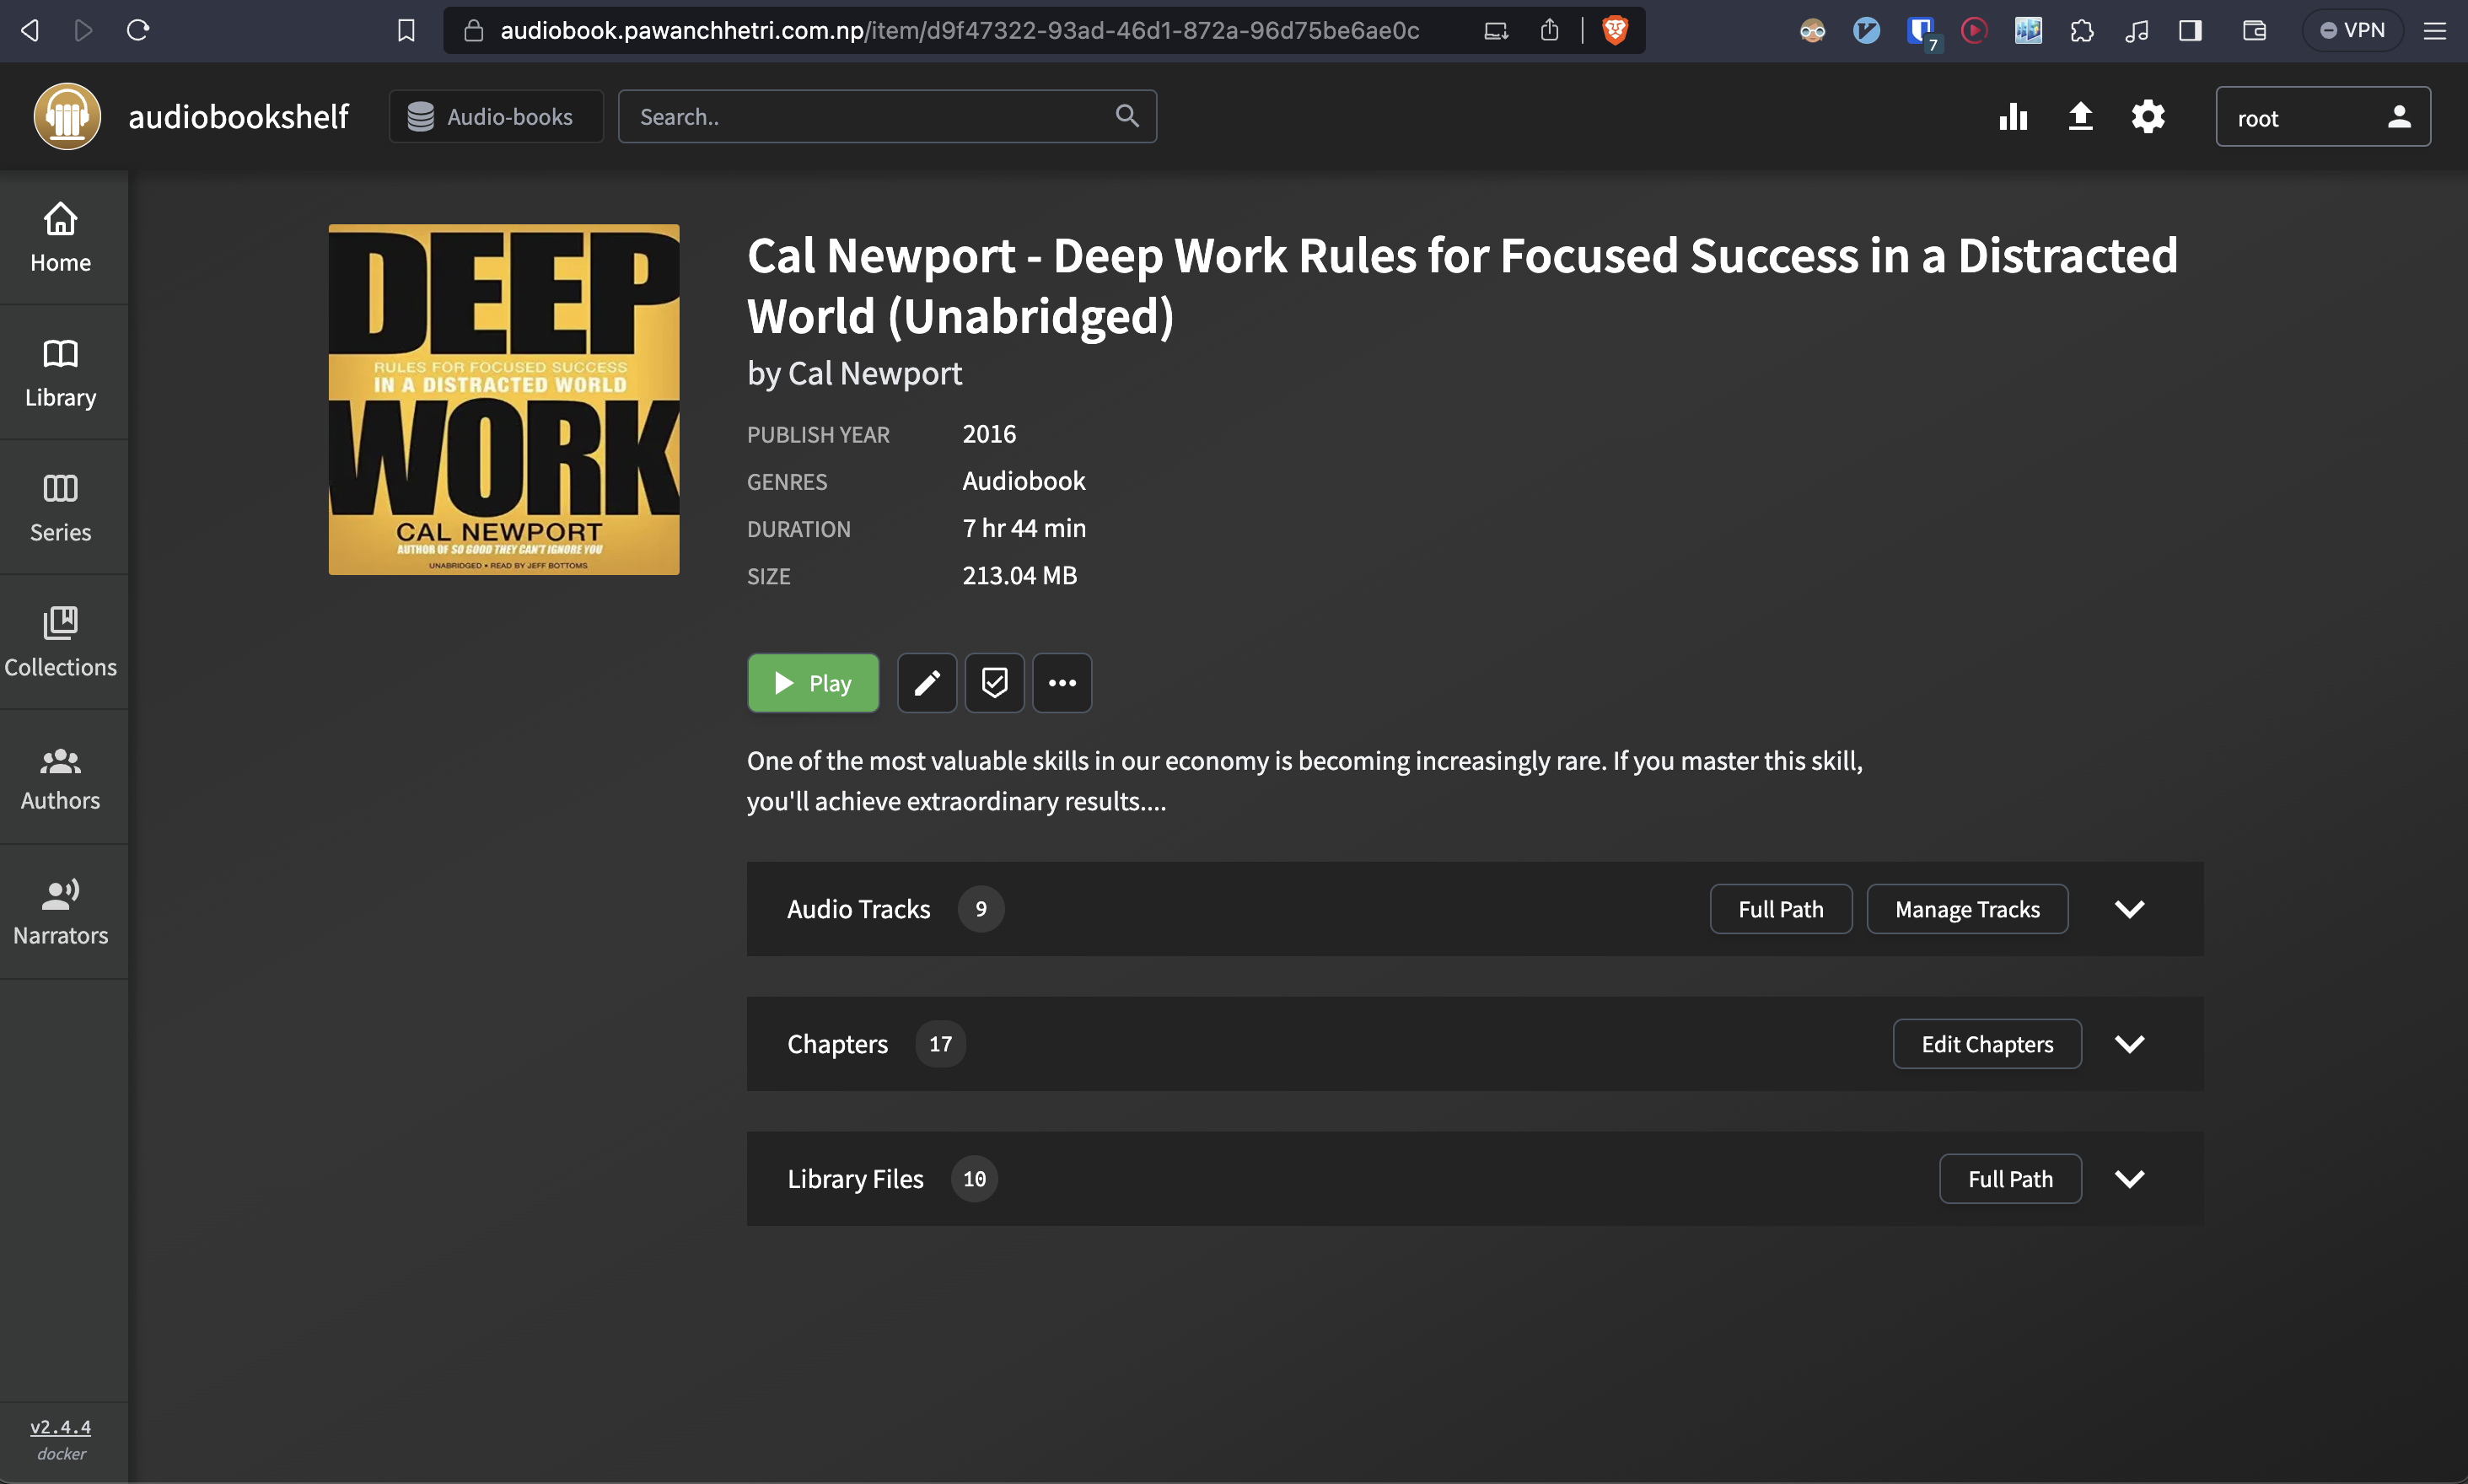 audiobook.pawanchhetri.com.np/item/d9f47322-93ad-46d1-872a-96d75be6ae0c
7
VPN
audiobookshelf
Audio-books
Search..
root
Home
Library
Series
Collections
Authors
Narrators
v2.4.4
docker
DEEP
RULES FOR FOCUSED SUCCESS
IN A DISTRACTED WORLD
WORK
CAL NEWPORT
AUTHOR OF SO GOOD THEY CAN'T IGNORE YOU
UNABRIDGED • READ BY JEFF BOTTOMS
Cal Newport - Deep Work Rules for Focused Success in a Distracted
World (Unabridged)
by Cal Newport
PUBLISH YEAR 2016
GENRES Audiobook
DURATION 7 hr 44 min
SIZE 213.04 MB
Play
One of the most valuable skills in our economy is becoming increasingly rare. If you master this skill,
you'll achieve extraordinary results....
Audio Tracks 9 Full Path Manage Tracks
Chapters 17 Edit Chapters
Library Files 10 Full Path